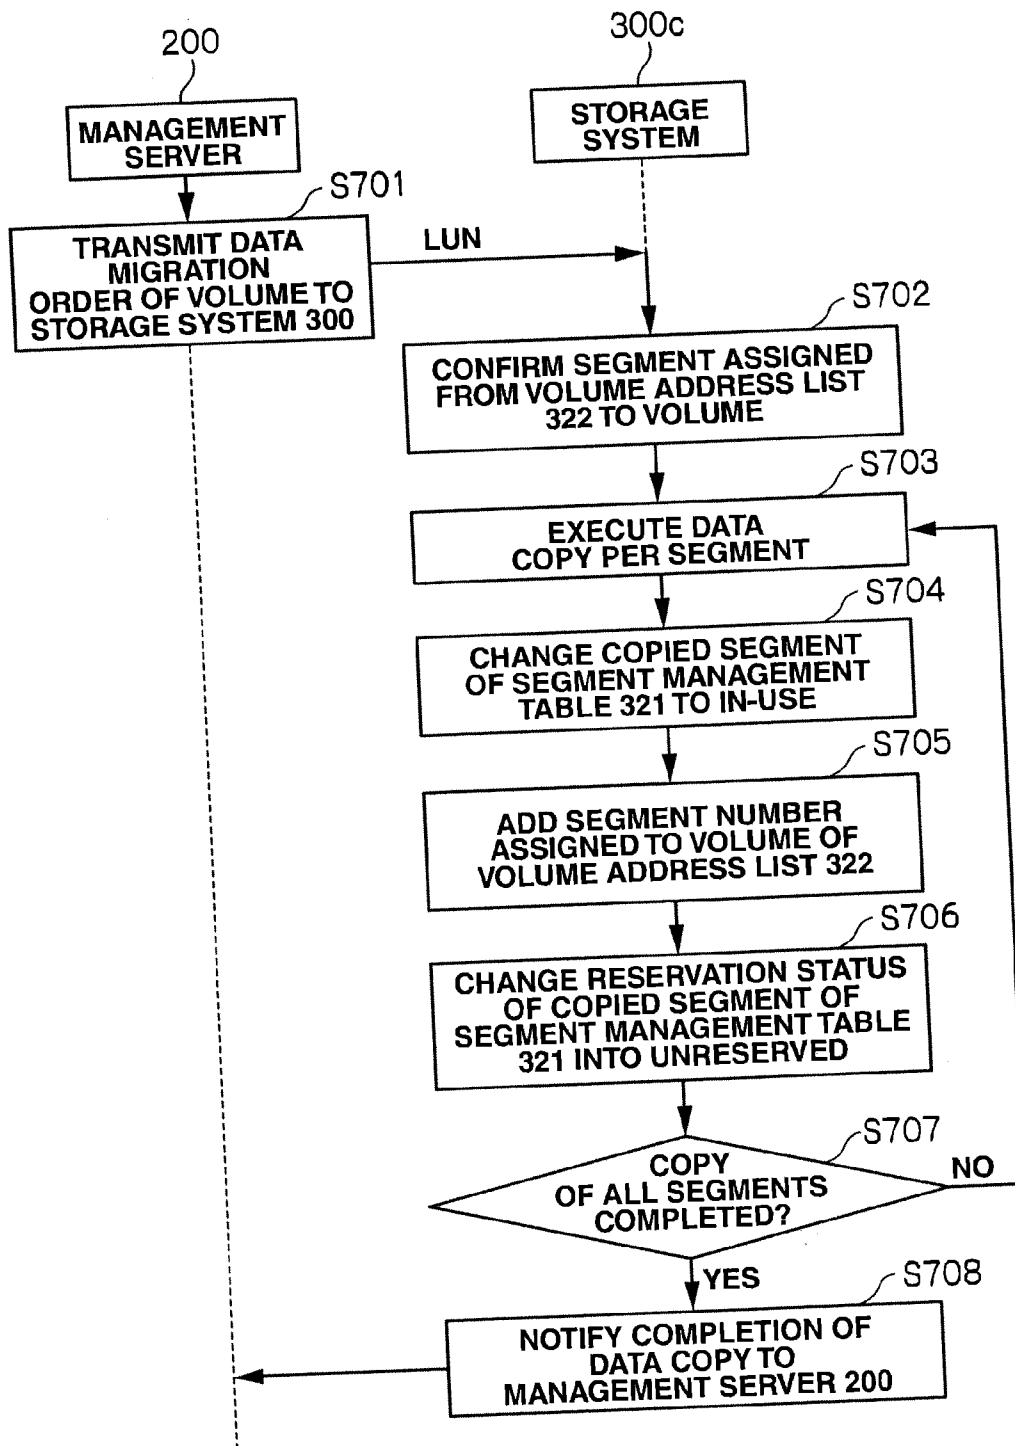 200
300c
MANAGEMENT
SERVER
STORAGE
SYSTEM
S701
TRANSMIT DATA
MIGRATION
ORDER OF VOLUME TO
STORAGE SYSTEM 300
LUN
S702
CONFIRM SEGMENT ASSIGNED
FROM VOLUME ADDRESS LIST
322 TO VOLUME
S703
EXECUTE DATA
COPY PER SEGMENT
S704
CHANGE COPIED SEGMENT
OF SEGMENT MANAGEMENT
TABLE 321 TO IN-USE
S705
ADD SEGMENT NUMBER
ASSIGNED TO VOLUME OF
VOLUME ADDRESS LIST 322
S706
CHANGE RESERVATION STATUS
OF COPIED SEGMENT OF
SEGMENT MANAGEMENT TABLE
321 INTO UNRESERVED
S707
COPY
OF ALL SEGMENTS
COMPLETED?
NO
YES
S708
NOTIFY COMPLETION OF
DATA COPY TO
MANAGEMENT SERVER 200